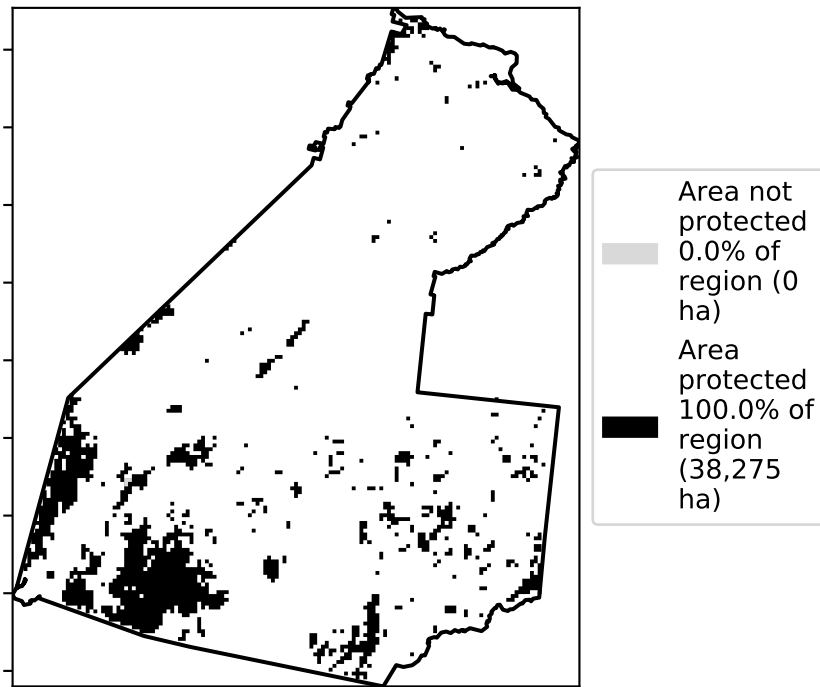 Area not
protected
0.0% of
region (0
ha)
Area
protected
100.0% of
region
(38,275
ha)